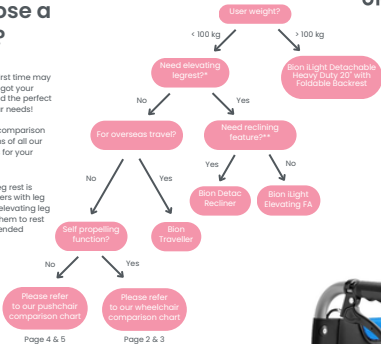 ose a
?
rst time may
got your
d the perfect
r needs!
comparison
s of all our
for your
g rest is
ers with leg
elevating leg
hem to rest
ended
User weight?
< 100 kg
> 100 kg
Need elevating
legrest?*
Bion iLight Detachable
Heavy Duty 20" with
Foldable Backrest
No
Yes
For overseas travel?
Need reclining
feature?**
No
Yes
Yes
No
Bion Detac
Recliner
Bion iLight
Elevating FA
Self propelling
function?
Bion
Traveller
No
Yes
Please refer
to our pushchair
comparison chart
Please refer
to our wheelchair
comparison chart
Page 4 & 5
Page 2 & 3